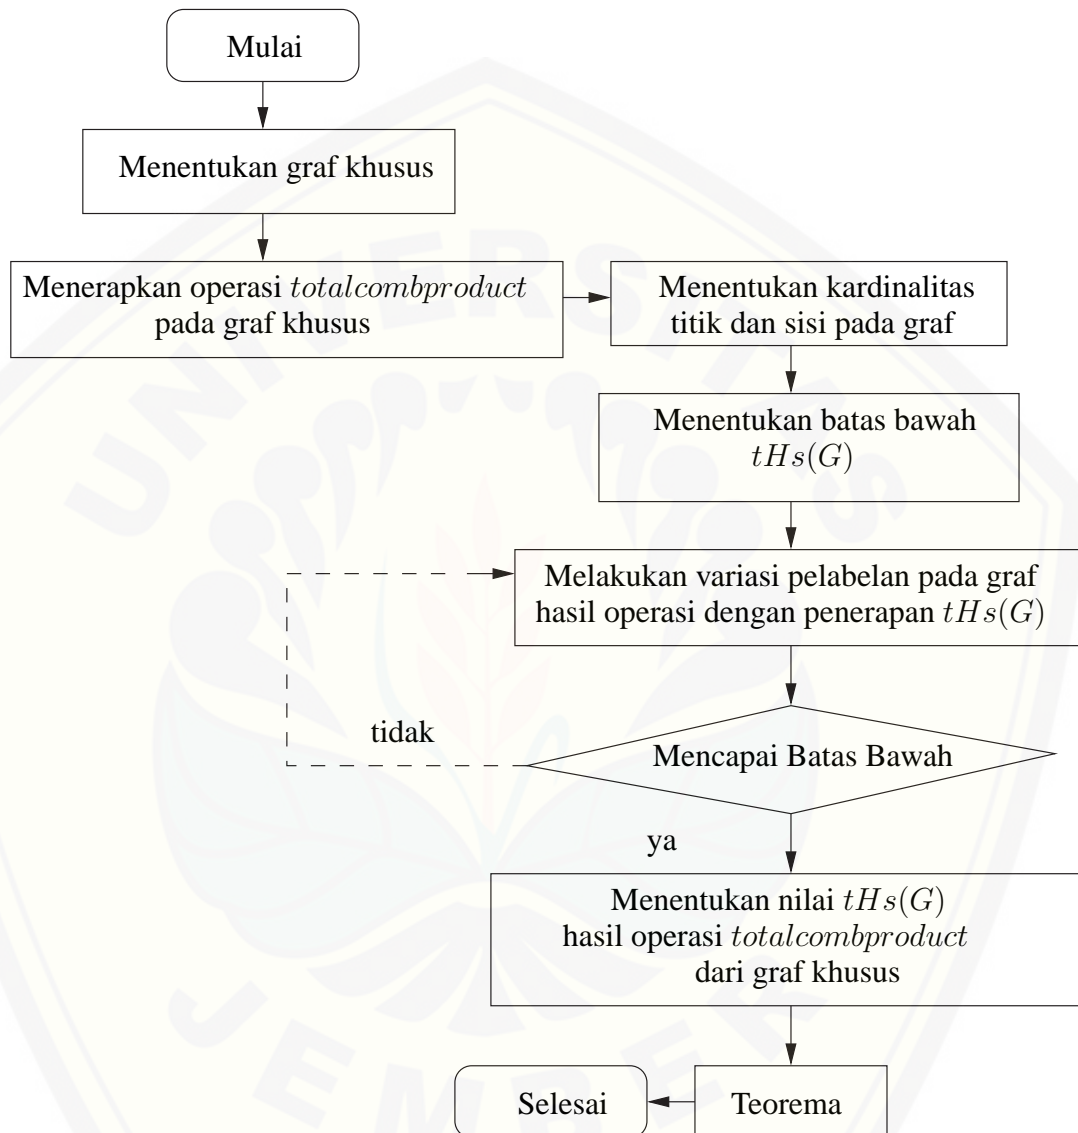 Mulai
Menentukan graf khusus
Menerapkan operasi totalcombproduct
pada graf khusus
Menentukan kardinalitas
titik dan sisi pada graf
Menentukan batas bawah
tHs(G)
Melakukan variasi pelabelan pada graf
hasil operasi dengan penerapan tHs(G)
tidak
Mencapai Batas Bawah
ya
Menentukan nilai tHs(G)
hasil operasi totalcombproduct
dari graf khusus
Teorema
Selesai
UNIVERSITAS
JEMBER